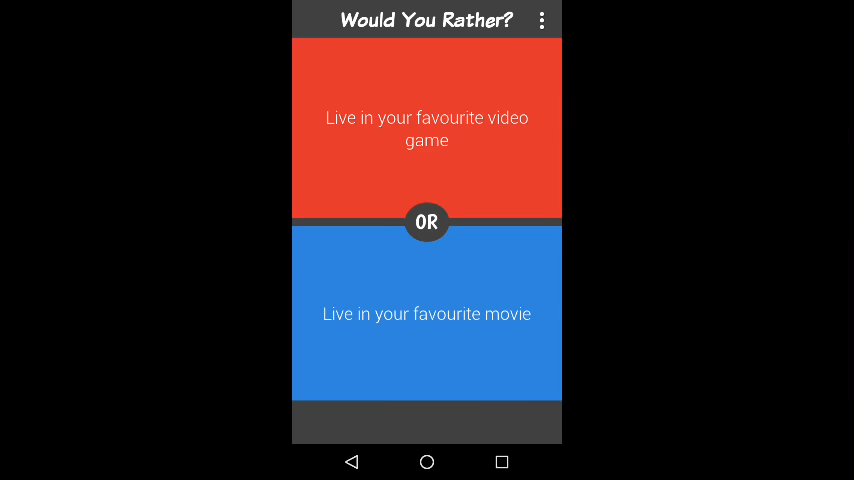 Would You Rather?
Live in your favourite video
game
OR
Live in your favourite movie